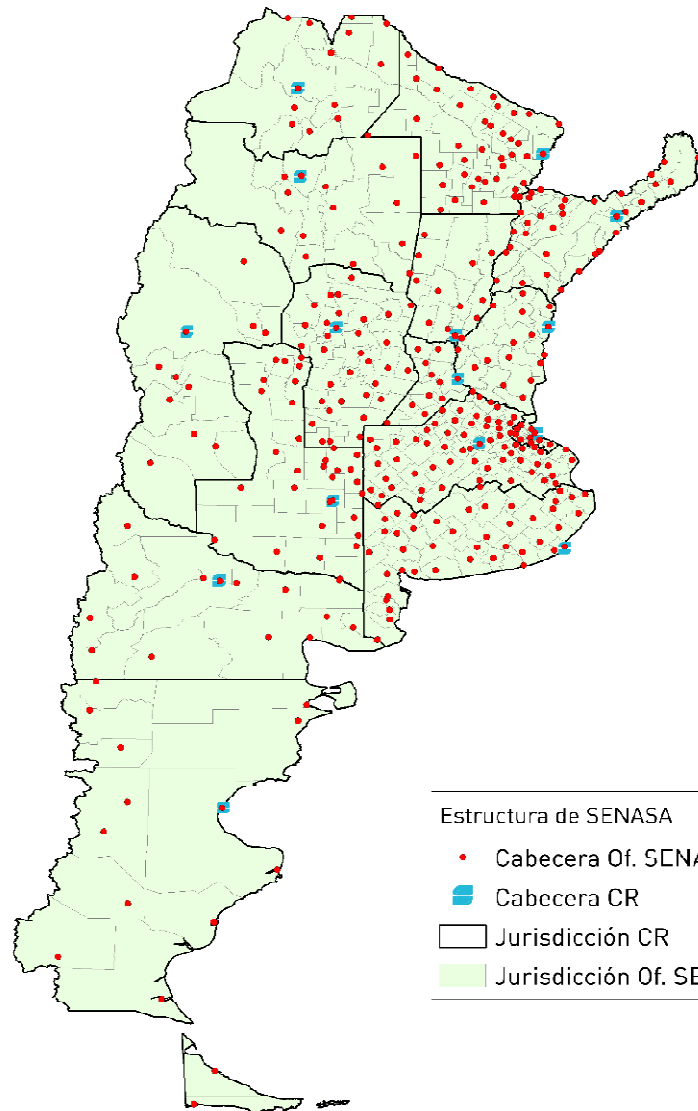 Estructura de SENASA
Cabecera Of. SENA
Cabecera CR
Jurisdicción CR
Jurisdicción Of. SE